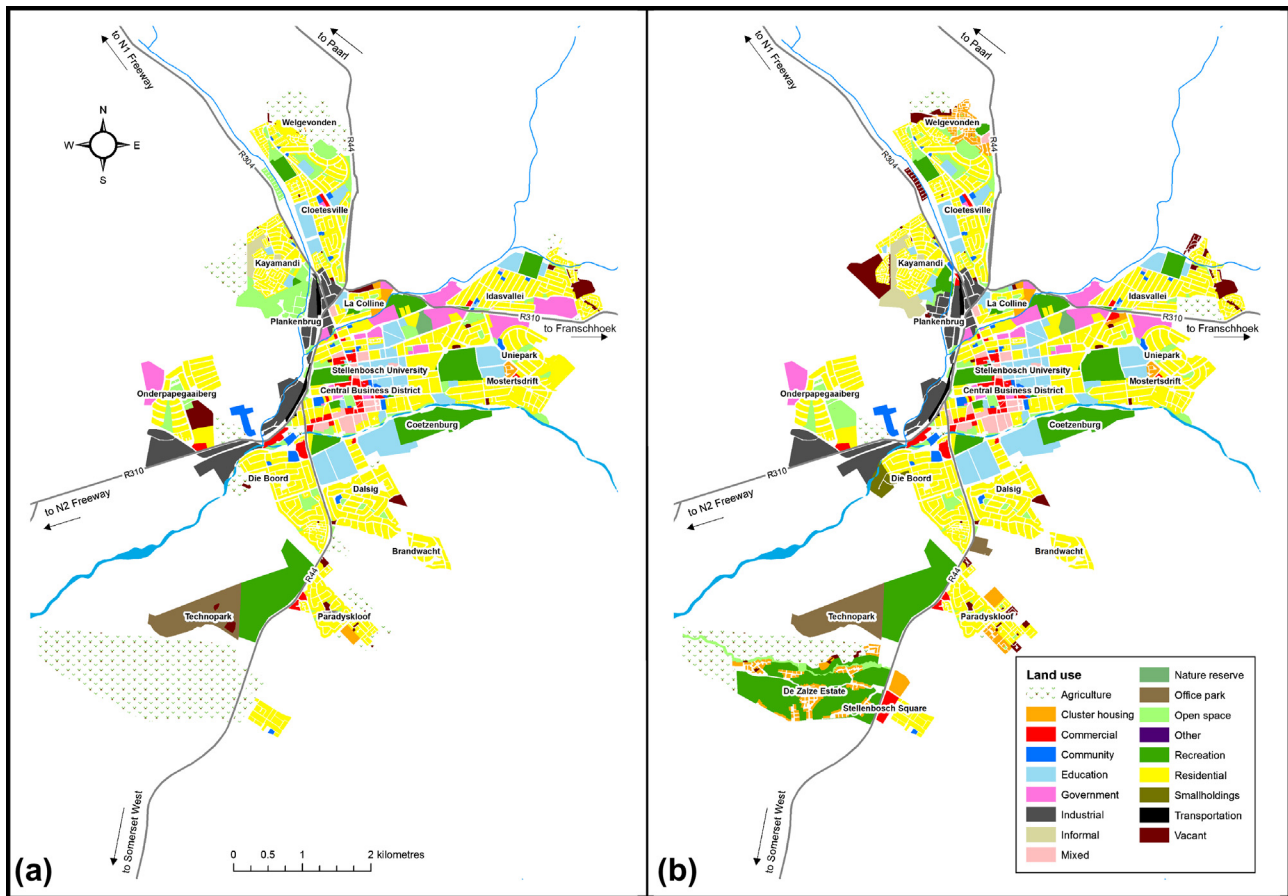 to N1 Freeway
to Paarl
N
W
E
S
Welgevonden
R304
R44
Cloetesville
Kayamandi
La Colline
Idasvallei
Plankenbrug
R310
to Franschhoek
Stellenbosch University
Uniepark
Mostertsdrift
Onderpapegaaiberg
Central Business District
Coetzenburg
R310
Die Boord
Dalsig
to N2 Freeway
Brandwacht
R44
Technopark
Paradyskloof
to Somerset West
0 0.5 1 2 kilometres
(a)
to N1 Freeway
to Paarl
Welgevonden
R304
R44
Cloetesville
Kayamandi
La Colline
Idasvallei
Plankenbrug
R310
to Franschhoek
Stellenbosch University
Uniepark
Mostertsdrift
Onderpapegaaiberg
Central Business District
Coetzenburg
R310
Die Boord
Dalsig
to N2 Freeway
Brandwacht
R44
Technopark
Paradyskloof
De Zalze Estate
Stellenbosch Square
to Somerset West
(b)
Land use
Agriculture
Cluster housing
Commercial
Community
Education
Government
Industrial
Informal
Mixed
Nature reserve
Office park
Open space
Other
Recreation
Residential
Smallholdings
Transportation
Vacant